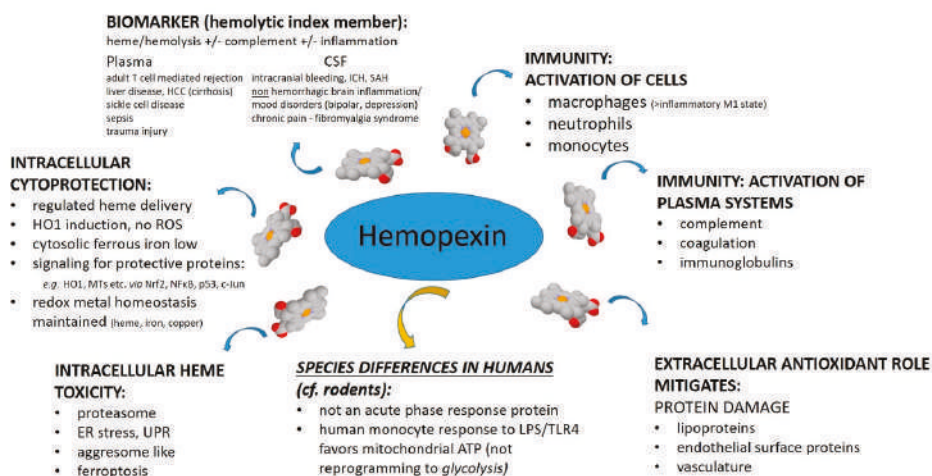 BIOMARKER (hemolytic index member):
heme/hemolysis +/- complement +/- inflammation
Plasma
adult T cell mediated rejection
liver disease, HCC (cirrhosis)
sickle cell disease
sepsis
trauma injury
CSF
intracranial bleeding, ICH, SAH
non hemorrhagic brain inflammation/
mood disorders (bipolar, depression)
chronic pain - fibromyalgia syndrome
IMMUNITY:
ACTIVATION OF CELLS
• macrophages (>inflammatory M1 state)
• neutrophils
• monocytes
INTRACELLULAR
CYTOPROTECTION:
• regulated heme delivery
• HO1 induction, no ROS
• cytosolic ferrous iron low
• signaling for protective proteins:
e.g. HO1, MTs etc. via Nrf2, NFκB, p53, c-Jun
• redox metal homeostasis
maintained (heme, iron, copper)
Hemopexin
IMMUNITY: ACTIVATION OF
PLASMA SYSTEMS
• complement
• coagulation
• immunoglobulins
INTRACELLULAR HEME
TOXICITY:
• proteasome
• ER stress, UPR
• aggresome like
• ferroptosis
SPECIES DIFFERENCES IN HUMANS
(cf. rodents):
• not an acute phase response protein
• human monocyte response to LPS/TLR4
favors mitochondrial ATP (not
reprogramming to glycolysis)
EXTRACELLULAR ANTIOXIDANT ROLE
MITIGATES:
PROTEIN DAMAGE
• lipoproteins
• endothelial surface proteins
• vasculature